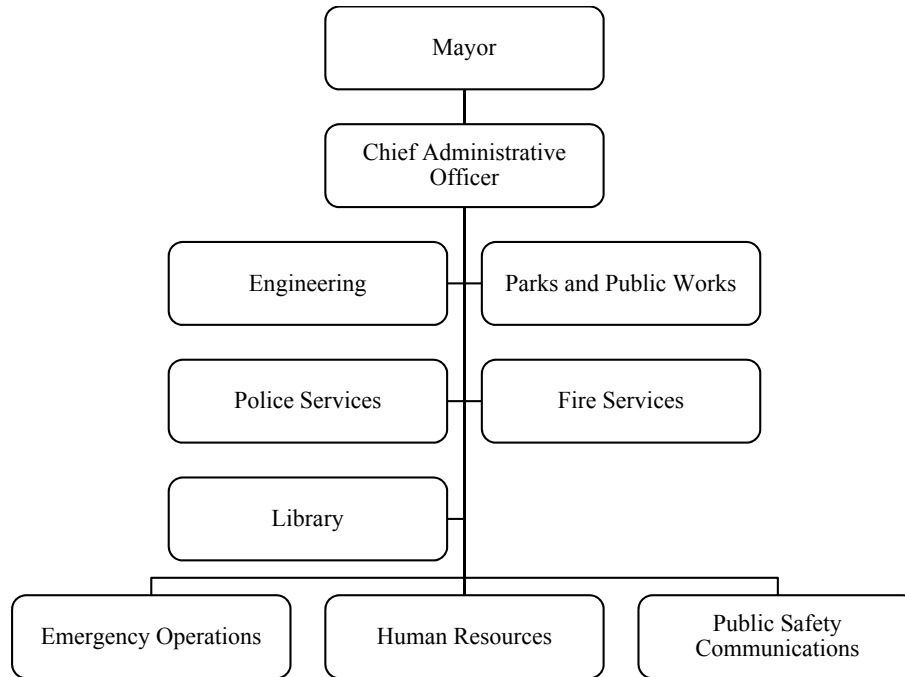 Mayor
Chief Administrative
Officer
Engineering
Parks and Public Works
Police Services
Fire Services
Library
Emergency Operations
Human Resources
Public Safety
Communications